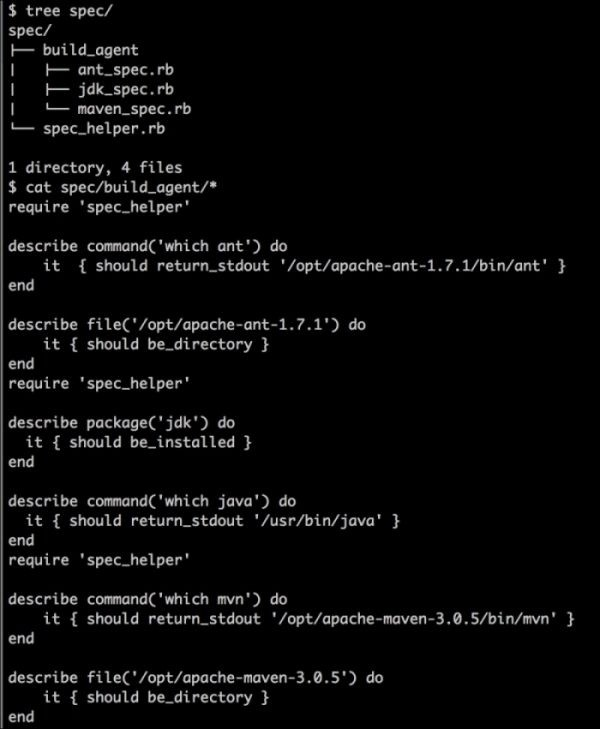 $ tree spec/
spec/
├── build_agent
│   ├── ant_spec.rb
│   ├── jdk_spec.rb
│   └── maven_spec.rb
└── spec_helper.rb

1 directory, 4 files
$ cat spec/build_agent/*
require 'spec_helper'

describe command('which ant') do
    it  { should return_stdout '/opt/apache-ant-1.7.1/bin/ant' }
end

describe file('/opt/apache-ant-1.7.1') do
    it { should be_directory }
end
require 'spec_helper'

describe package('jdk') do
  it { should be_installed }
end

describe command('which java') do
  it { should return_stdout '/usr/bin/java' }
end
require 'spec_helper'

describe command('which mvn') do
    it { should return_stdout '/opt/apache-maven-3.0.5/bin/mvn' }
end

describe file('/opt/apache-maven-3.0.5') do
    it { should be_directory }
end